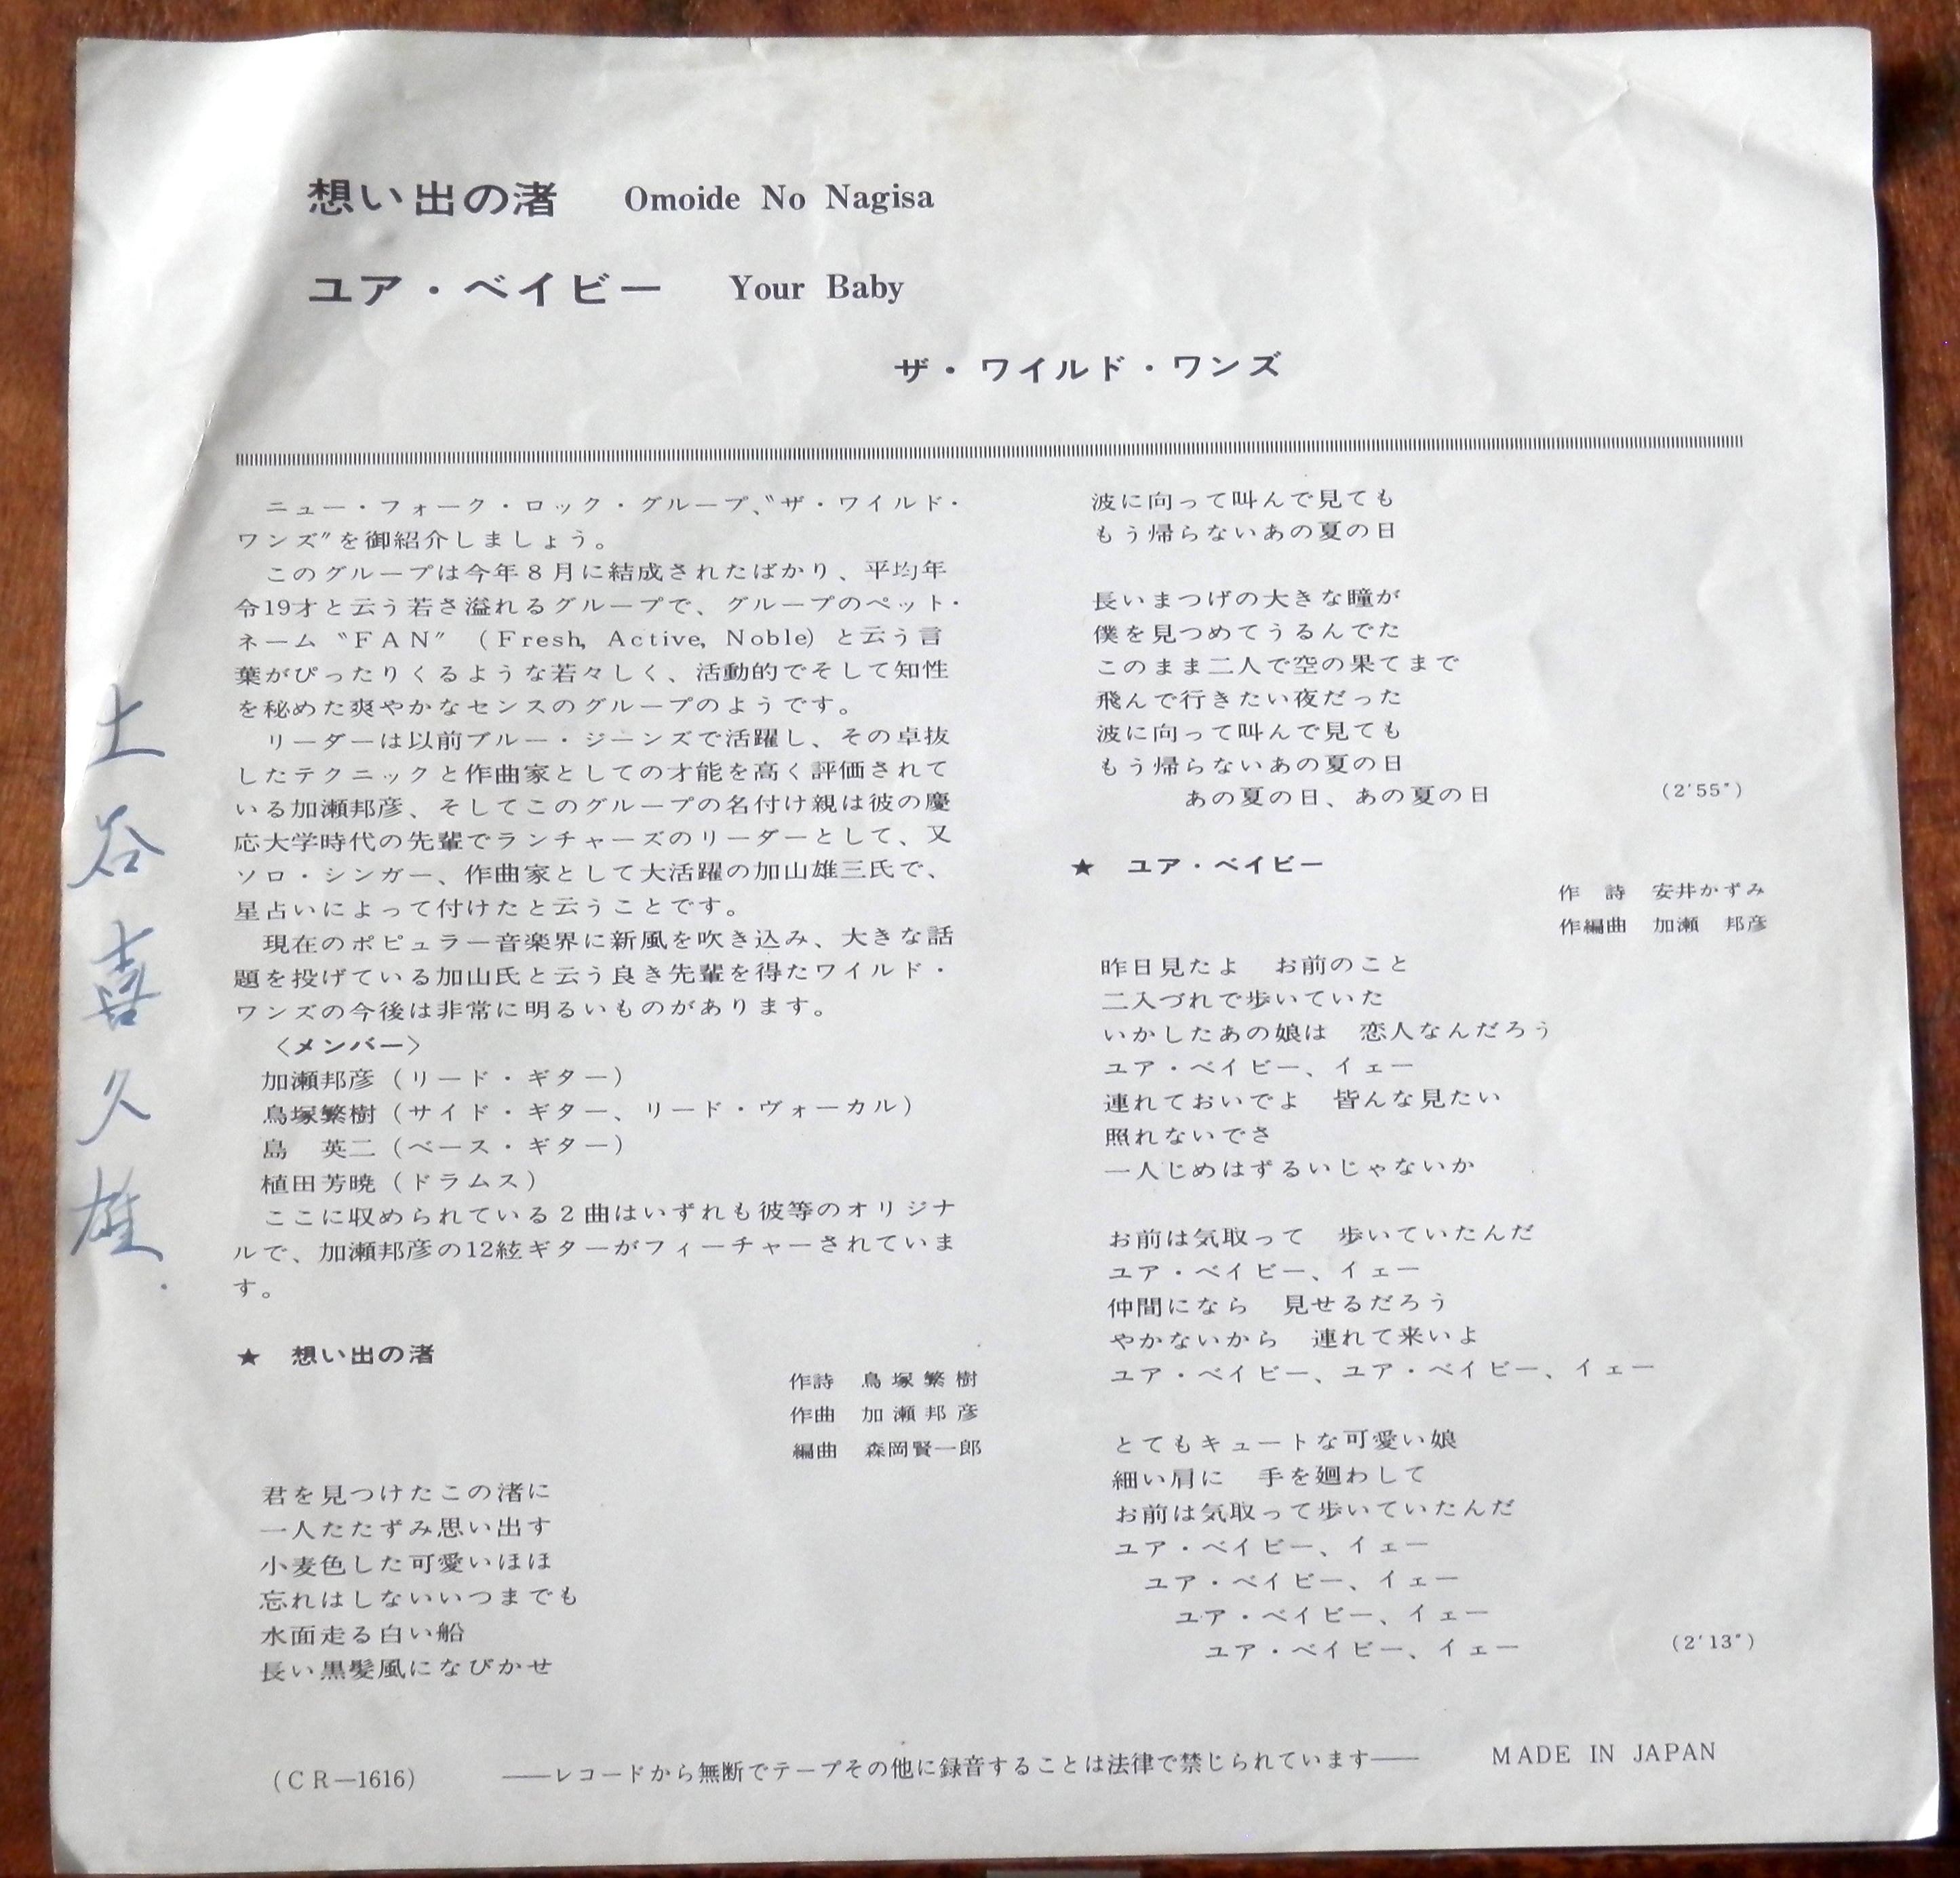 想い出の渚 Omoide No Nagisa
ユア・ベイビー Your Baby
ザ・ワイルド・ワンズ
ニュー・フォーク・ロック・グループ、〝ザ・ワイルド・
ワンズ〞を御紹介しましょう。
このグループは今年8月に結成されたばかり、平均年
令19才と云う若さ溢れるグループで、グループのペット・
ネーム〝FAN〞(Fresh, Active, Noble)と云う言
葉がぴったりくるような若々しく、活動的でそして知性
を秘めた爽やかなセンスのグループのようです。
リーダーは以前ブルー・ジーンズで活躍し、その卓抜
したテクニックと作曲家としての才能を高く評価されて
いる加瀬邦彦、そしてこのグループの名付け親は彼の慶
応大学時代の先輩でランチャーズのリーダーとして、又
ソロ・シンガー、作曲家として大活躍の加山雄三氏で、
星占いによって付けたと云うことです。
現在のポピュラー音楽界に新風を吹き込み、大きな話
題を投げている加山氏と云う良き先輩を得たワイルド・
ワンズの今後は非常に明るいものがあります。
〈メンバー〉
加瀬邦彦(リード・ギター)
鳥塚繁樹(サイド・ギター、リード・ヴォーカル)
島 英二(ベース・ギター)
植田芳暁(ドラムス)
ここに収められている2曲はいずれも彼等のオリジナ
ルで、加瀬邦彦の12絃ギターがフィーチャーされていま
す。
★ 想い出の渚
作詩 鳥塚繁樹
作曲 加瀬邦彦
編曲 森岡賢一郎
君を見つけたこの渚に
一人たたずみ思い出す
小麦色した可愛いほほ
忘れはしないいつまでも
水面走る白い船
長い黒髪風になびかせ
波に向って叫んで見ても
もう帰らないあの夏の日
長いまつげの大きな瞳が
僕を見つめてうるんでた
このまま二人で空の果てまで
飛んで行きたい夜だった
波に向って叫んで見ても
もう帰らないあの夏の日
あの夏の日、あの夏の日 (2′55″)
★ ユア・ベイビー
作 詩 安井かずみ
作編曲 加瀬 邦彦
昨日見たよ お前のこと
二入づれで歩いていた
いかしたあの娘は 恋人なんだろう
ユア・ベイビー、イェー
連れておいでよ 皆んな見たい
照れないでさ
一人じめはずるいじゃないか
お前は気取って 歩いていたんだ
ユア・ベイビー、イェー
仲間になら 見せるだろう
やかないから 連れて来いよ
ユア・ベイビー、ユア・ベイビー、イェー
とてもキュートな可愛い娘
細い肩に 手を廻わして
お前は気取って歩いていたんだ
ユア・ベイビー、イェー
ユア・ベイビー、イェー
ユア・ベイビー、イェー
ユア・ベイビー、イェー (2′13″)
(CR—1616) ——レコードから無断でテープその他に録音することは法律で禁じられています—— MADE IN JAPAN
土谷喜久雄.